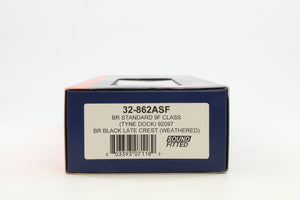 32-862ASF
BR STANDARD 9F CLASS
(TYNE DOCK) 92097
BR BLACK LATE CREST (WEATHERED)
SOUND
FITTED